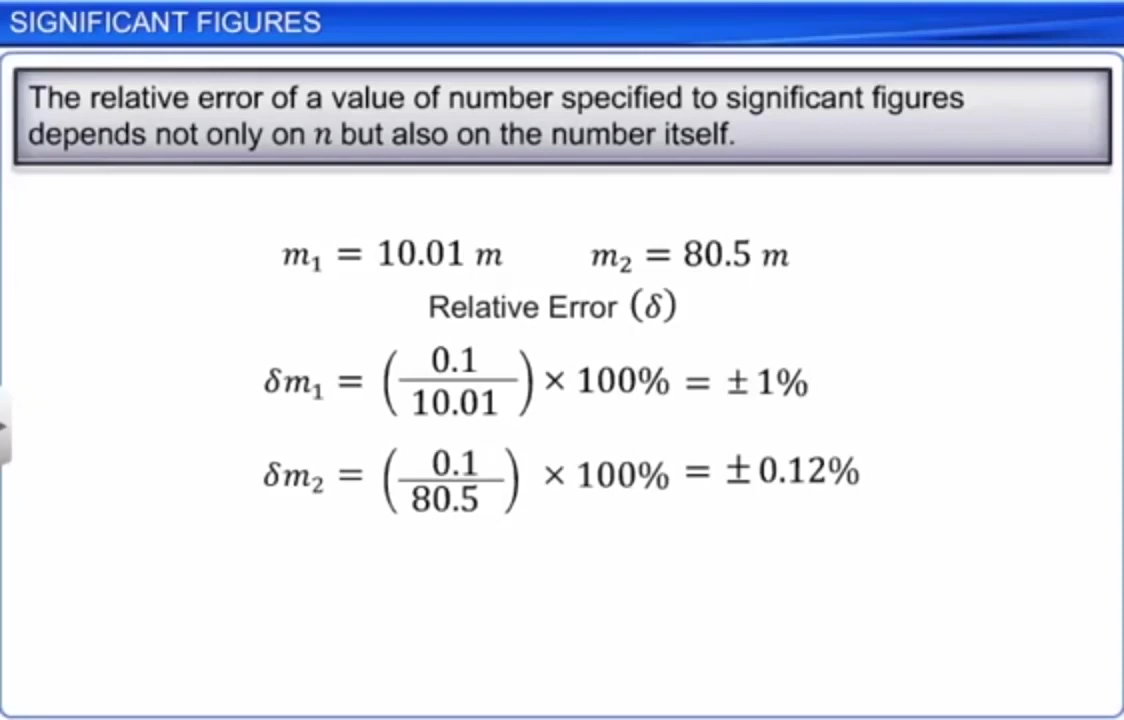 SIGNIFICANT FIGURES
The relative error of a value of number specified to significant figures
depends not only on n but also on the number itself.
m₁ = 10.01 m m₂ = 80.5 m
Relative Error (δ)
δm₁ = (0.1/10.01) × 100% = ±1%
δm₂ = (0.1/80.5) × 100% = ±0.12%